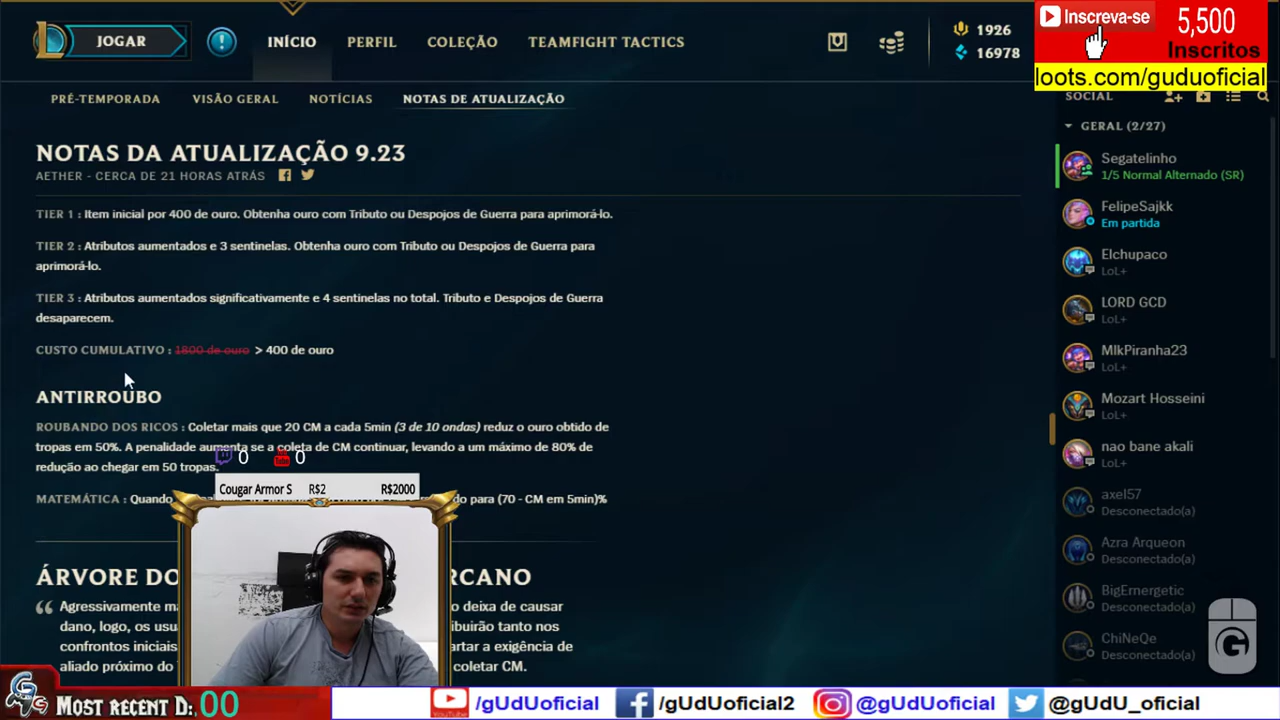 JOGAR
INÍCIO
PERFIL
COLEÇÃO
TEAMFIGHT TACTICS
1926
16978
Inscreva-se
5,500
Inscritos
loots.com/guduoficial
PRÉ-TEMPORADA
VISÃO GERAL
NOTÍCIAS
NOTAS DE ATUALIZAÇÃO
NOTAS DA ATUALIZAÇÃO 9.23
AETHER - CERCA DE 21 HORAS ATRÁS
TIER 1 : Item inicial por 400 de ouro. Obtenha ouro com Tributo ou Despojos de Guerra para aprimorá-lo.
TIER 2 : Atributos aumentados e 3 sentinelas. Obtenha ouro com Tributo ou Despojos de Guerra para
aprimorá-lo.
TIER 3 : Atributos aumentados significativamente e 4 sentinelas no total. Tributo e Despojos de Guerra
desaparecem.
CUSTO CUMULATIVO : 1800 de ouro > 400 de ouro
ANTIRROUBO
ROUBANDO DOS RICOS : Coletar mais que 20 CM a cada 5min (3 de 10 ondas) reduz o ouro obtido de
tropas em 50%. A penalidade aumenta se a coleta de CM continuar, levando a um máximo de 80% de
redução ao chegar em 50 tropas.
0 0
Cougar Armor S R$2 R$2000
MATEMÁTICA : Quando do para (70 - CM em 5min)%
ÁRVORE DO RCANO
Agressivamente o deixa de causar
dano, logo, os usu ribuirão tanto nos
confrontos iniciais artar a exigência de
aliado próximo do coletar CM.
SOCIAL
GERAL (2/27)
Segatelinho
1/5 Normal Alternado (SR)
FelipeSajkk
Em partida
Elchupaco
LoL+
LORD GCD
LoL+
MlkPiranha23
LoL+
Mozart Hosseini
LoL+
nao bane akali
LoL+
axel57
Desconectado(a)
Azra Arqueon
Desconectado(a)
BigEmergetic
Desconectado(a)
ChiNeQe
Desconectado(a)
G
MOST RECENT D: 00
/gUdUoficial
/gUdUoficial2
@gUdUoficial
@gUdU_oficial